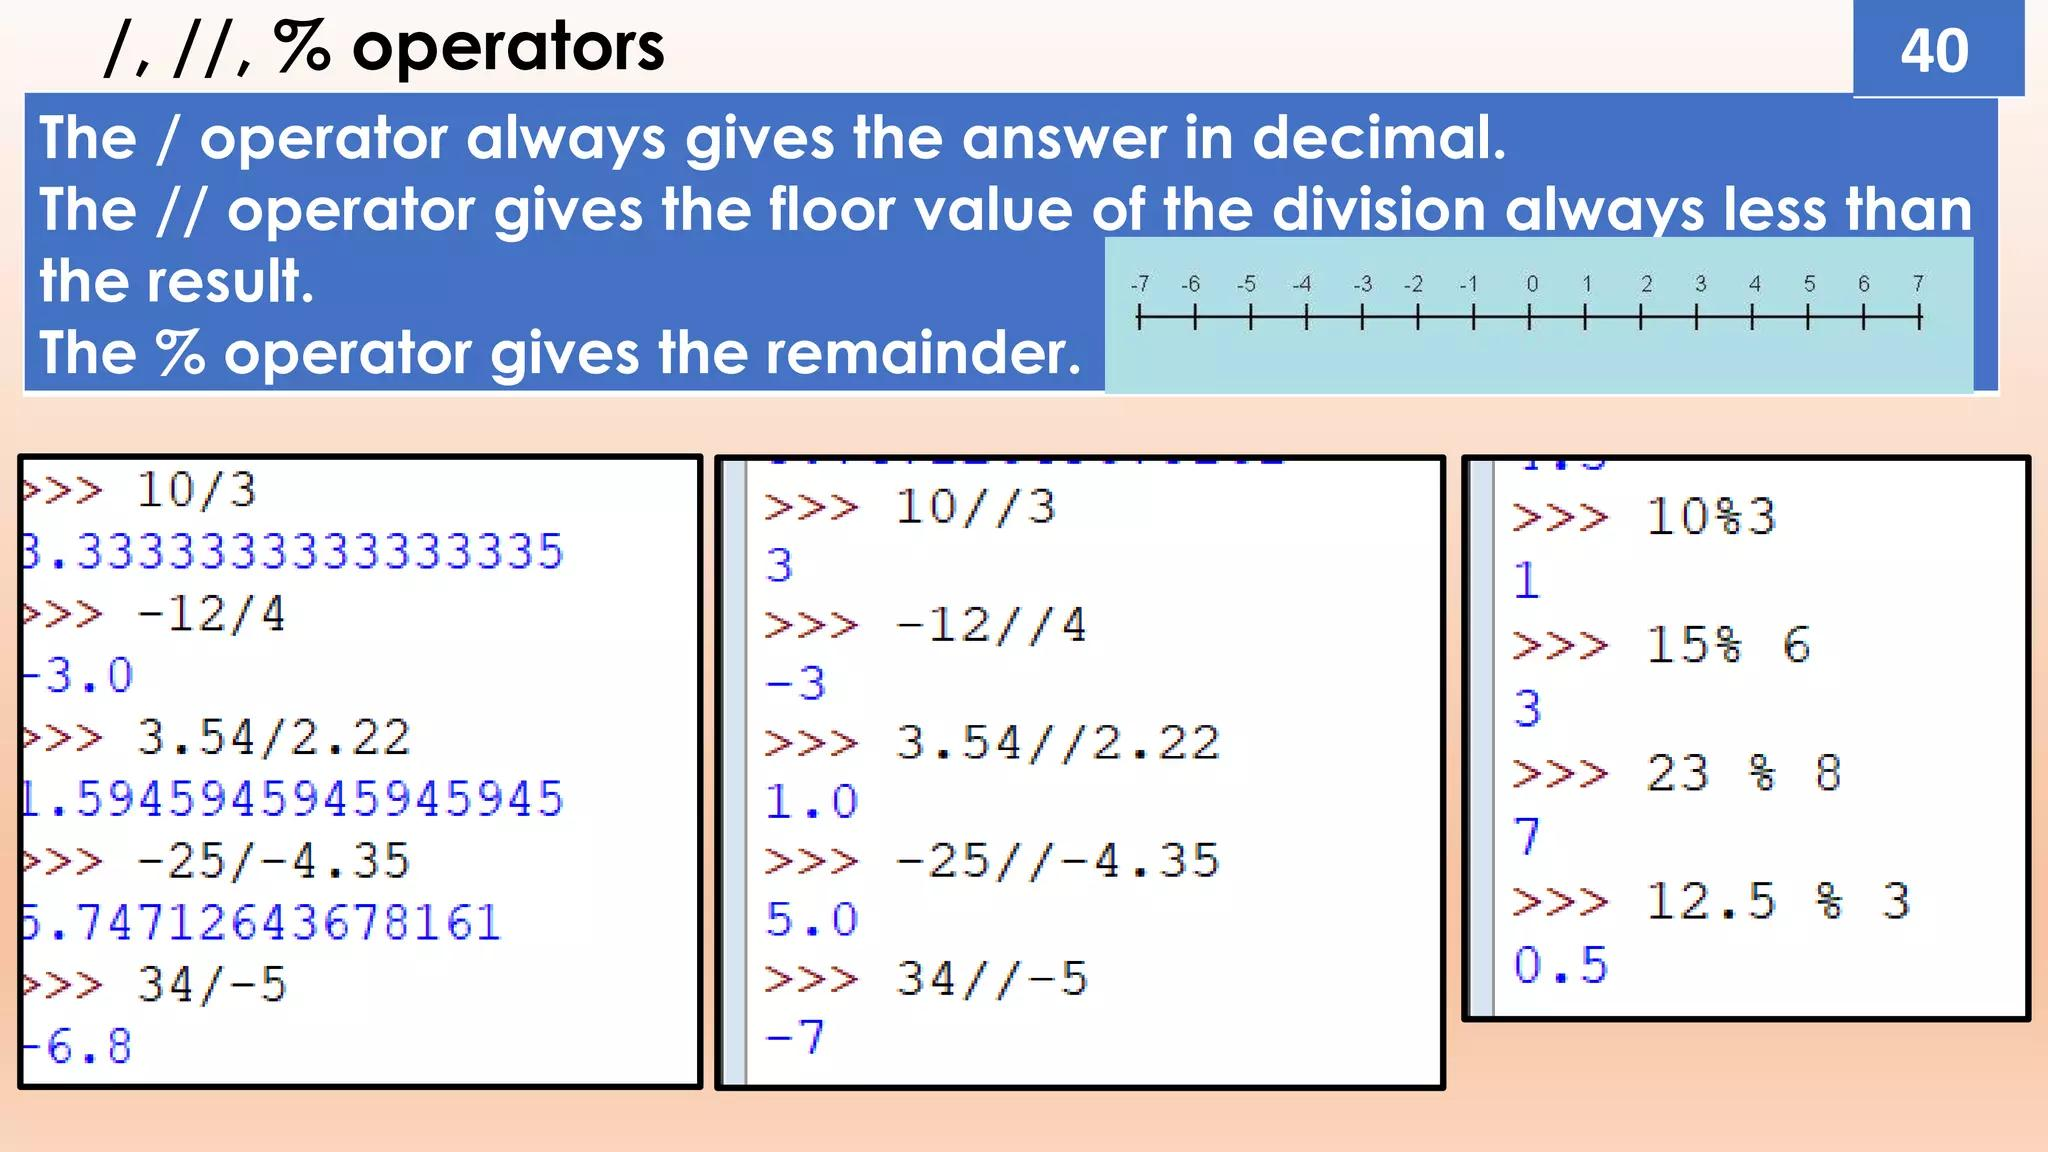 /, //, % operators
40
The / operator always gives the answer in decimal.
The // operator gives the floor value of the division always less than
the result.
The % operator gives the remainder.
-7 -6 -5 -4 -3 -2 -1 0 1 2 3 4 5 6 7
>>> 10/3
3.3333333333333335
>>> -12/4
-3.0
>>> 3.54/2.22
1.5945945945945945
>>> -25/-4.35
5.74712643678161
>>> 34/-5
-6.8
>>> 10//3
3
>>> -12//4
-3
>>> 3.54//2.22
1.0
>>> -25//-4.35
5.0
>>> 34//-5
-7
>>> 10%3
1
>>> 15% 6
3
>>> 23 % 8
7
>>> 12.5 % 3
0.5